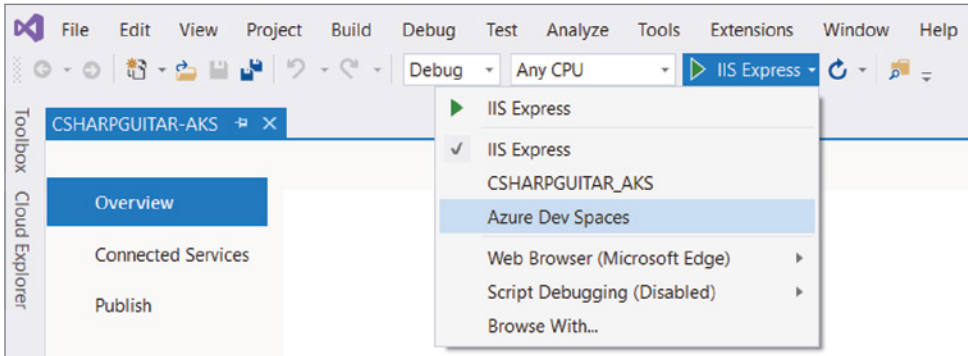 File Edit View Project Build Debug Test Analyze Tools Extensions Window Help
Debug Any CPU IIS Express
Toolbox
Cloud Explorer
CSHARPGUITAR-AKS
Overview
Connected Services
Publish
IIS Express
IIS Express
CSHARPGUITAR_AKS
Azure Dev Spaces
Web Browser (Microsoft Edge)
Script Debugging (Disabled)
Browse With...